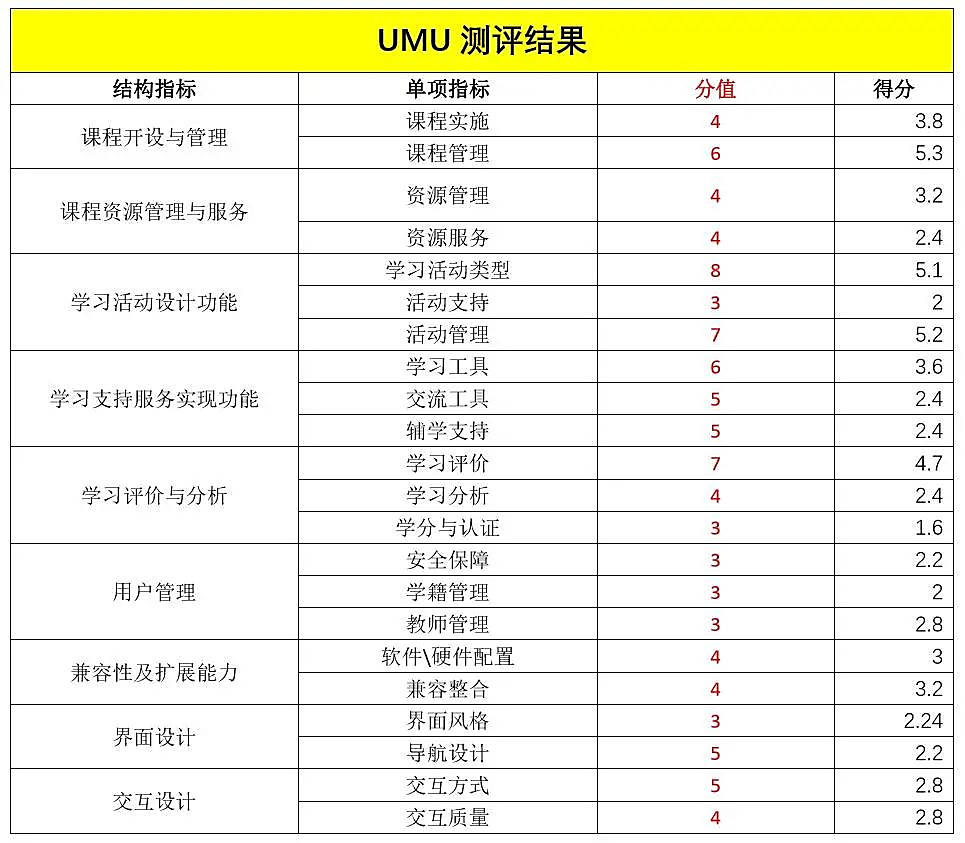 UMU 测评结果
结构指标 单项指标 分值 得分
课程开设与管理 课程实施 4 3.8
课程管理 6 5.3
课程资源管理与服务 资源管理 4 3.2
资源服务 4 2.4
学习活动设计功能 学习活动类型 8 5.1
活动支持 3 2
活动管理 7 5.2
学习支持服务实现功能 学习工具 6 3.6
交流工具 5 2.4
辅学支持 5 2.4
学习评价与分析 学习评价 7 4.7
学习分析 4 2.4
学分与认证 3 1.6
用户管理 安全保障 3 2.2
学籍管理 3 2
教师管理 3 2.8
兼容性及扩展能力 软件\硬件配置 4 3
兼容整合 4 3.2
界面设计 界面风格 3 2.24
导航设计 5 2.2
交互设计 交互方式 5 2.8
交互质量 4 2.8